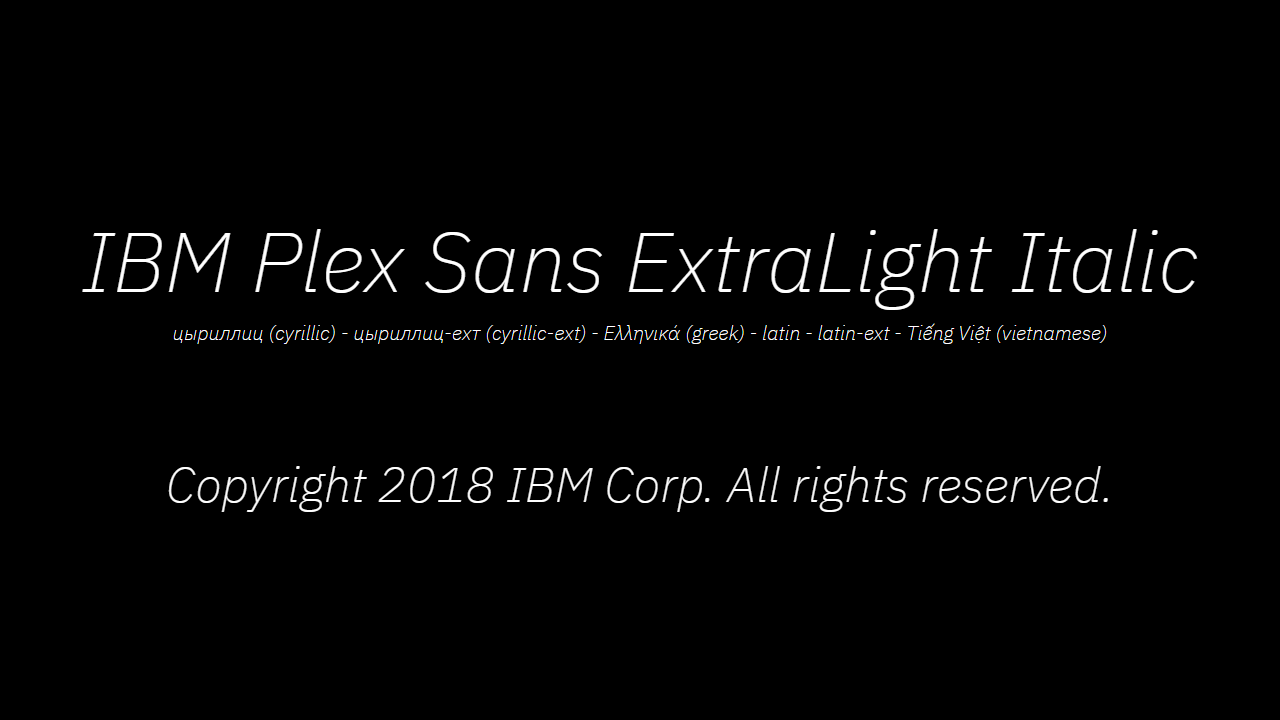 IBM Plex Sans ExtraLight Italic
цыриллиц (cyrillic) - цыриллиц-ехт (cyrillic-ext) - Ελληνικά (greek) - latin - latin-ext - Tiếng Việt (vietnamese)
Copyright 2018 IBM Corp. All rights reserved.